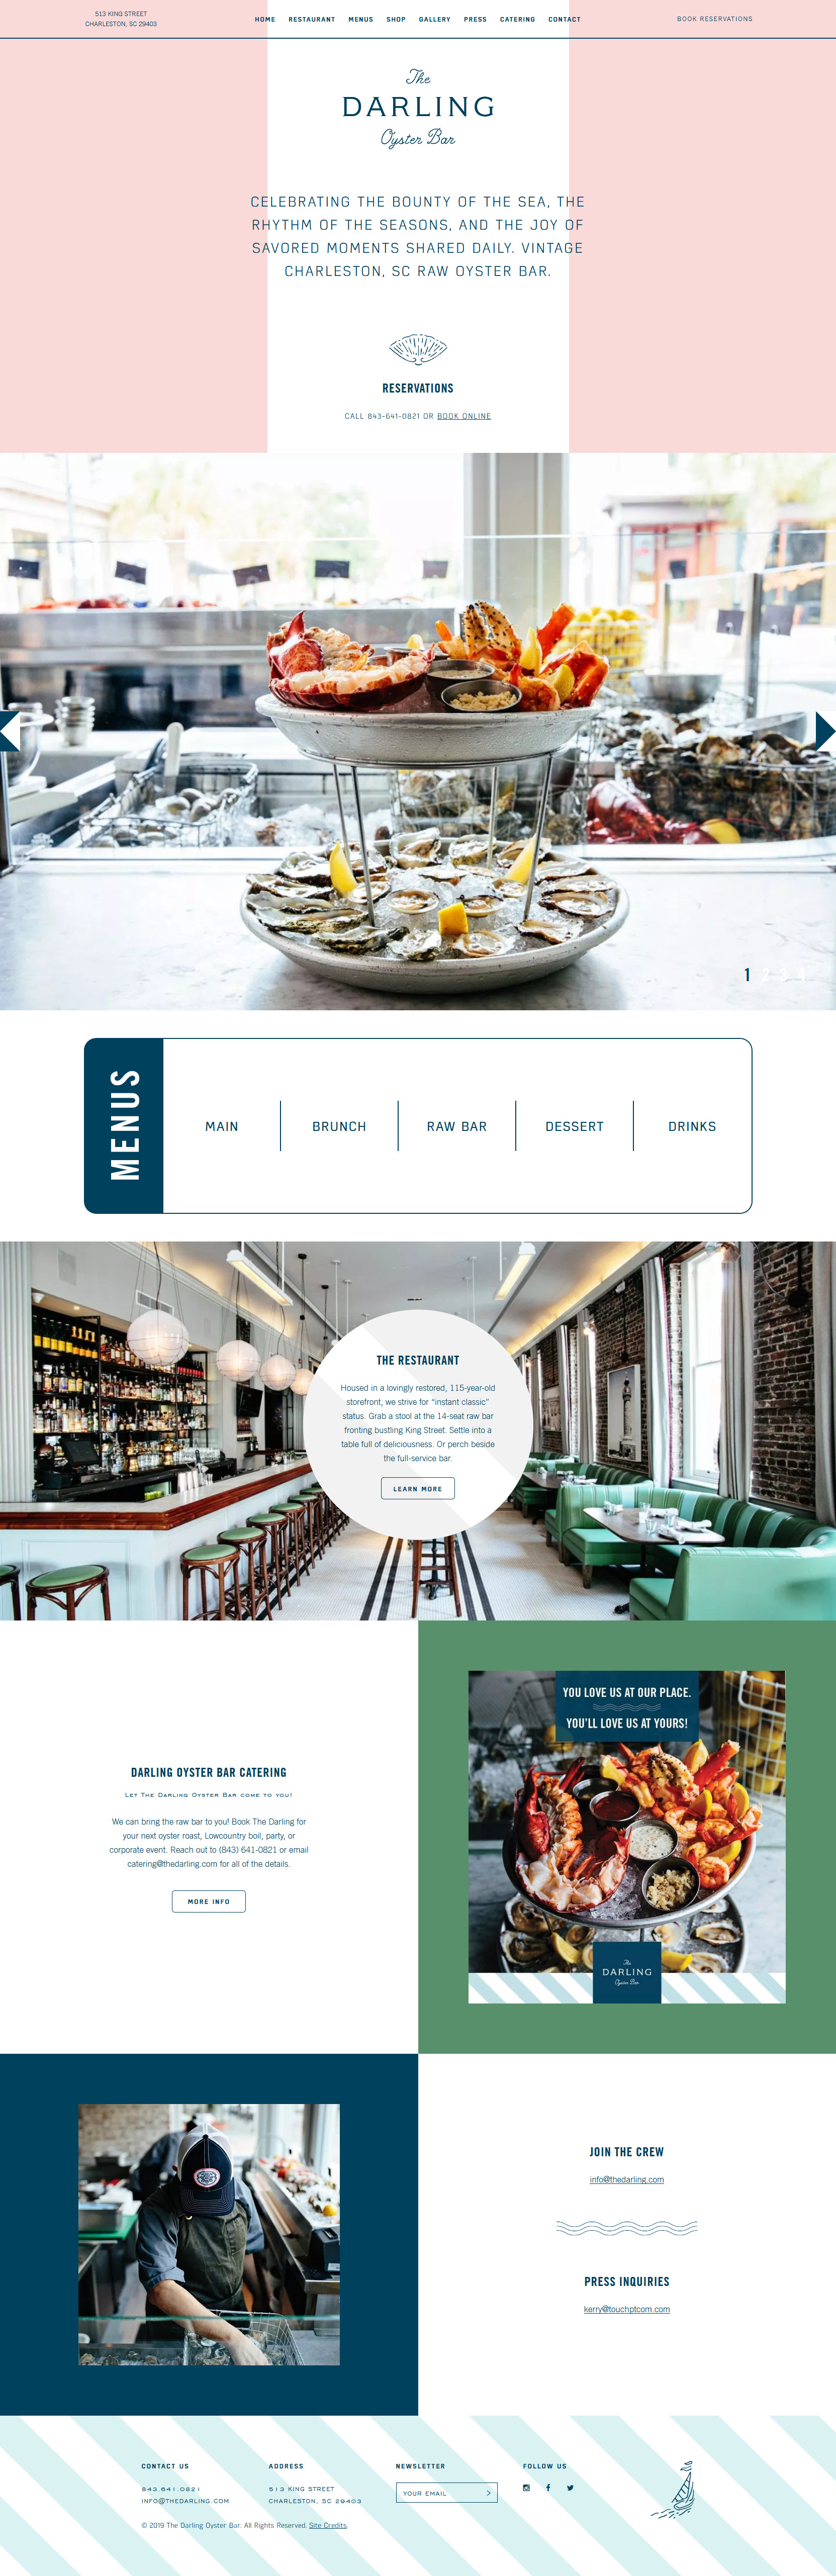 513 KING STREET
CHARLESTON, SC 29403
HOME RESTAURANT MENUS SHOP GALLERY PRESS CATERING CONTACT
BOOK RESERVATIONS
The
DARLING
Oyster Bar
CELEBRATING THE BOUNTY OF THE SEA, THE
RHYTHM OF THE SEASONS, AND THE JOY OF
SAVORED MOMENTS SHARED DAILY. VINTAGE
CHARLESTON, SC RAW OYSTER BAR.
RESERVATIONS
CALL 843-641-0821 OR BOOK ONLINE
1 2 3 4
MENUS
MAIN
BRUNCH
RAW BAR
DESSERT
DRINKS
THE RESTAURANT
Housed in a lovingly restored, 115-year-old
storefront, we strive for “instant classic”
status. Grab a stool at the 14-seat raw bar
fronting bustling King Street. Settle into a
table full of deliciousness. Or perch beside
the full-service bar.
LEARN MORE
DARLING OYSTER BAR CATERING
Let The Darling Oyster Bar come to you!
We can bring the raw bar to you! Book The Darling for
your next oyster roast, Lowcountry boil, party, or
corporate event. Reach out to (843) 641-0821 or email
catering@thedarling.com for all of the details.
MORE INFO
YOU LOVE US AT OUR PLACE.
YOU'LL LOVE US AT YOURS!
The
DARLING
Oyster Bar
JOIN THE CREW
info@thedarling.com
PRESS INQUIRIES
kerry@touchptcom.com
CONTACT US
843.641.0821
INFO@THEDARLING.COM
ADDRESS
513 KING STREET
CHARLESTON, SC 29403
NEWSLETTER
YOUR EMAIL >
FOLLOW US
© 2019 The Darling Oyster Bar. All Rights Reserved. Site Credits.